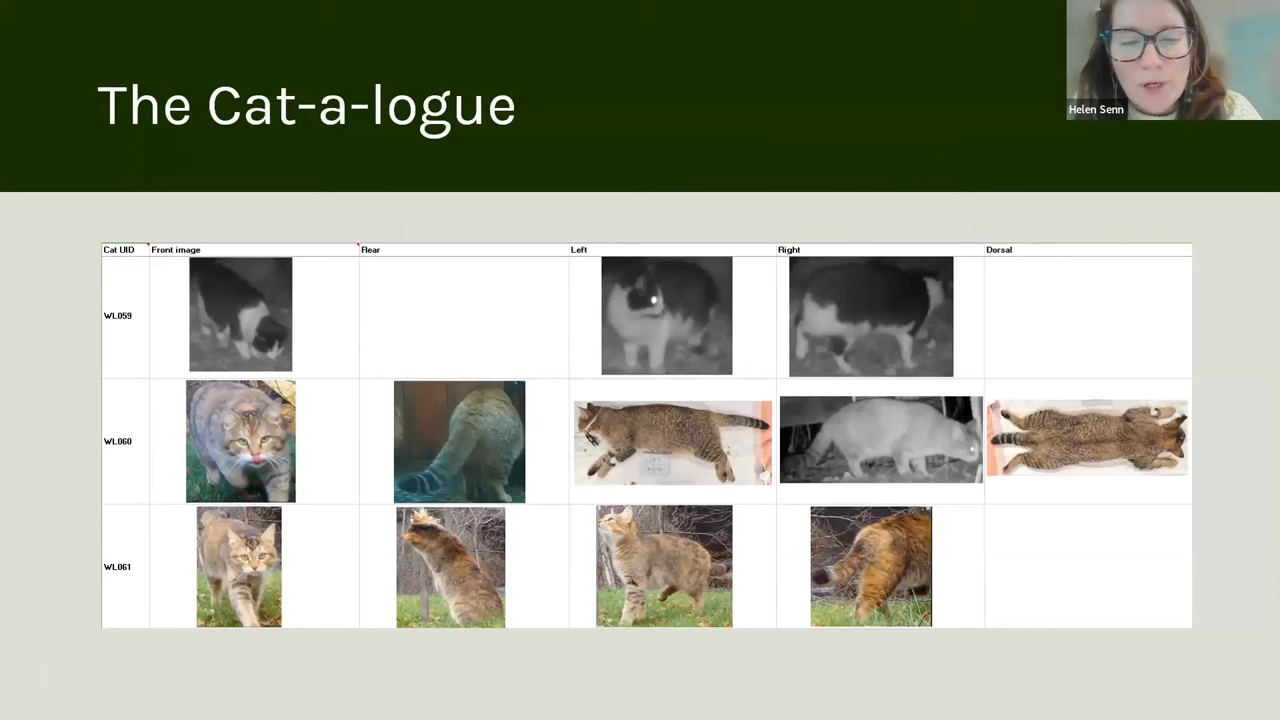 The Cat-a-logue
Helen Senn
Cat UID Front image Rear Left Right Dorsal
WL059
WL060
WL061